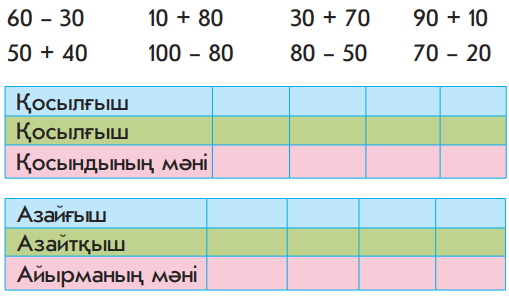 60 – 30 10 + 80 30 + 70 90 + 10
50 + 40 100 – 80 80 – 50 70 – 20
Қосылғыш
Қосылғыш
Қосындының мәні
Азайғыш
Азайтқыш
Айырманың мәні